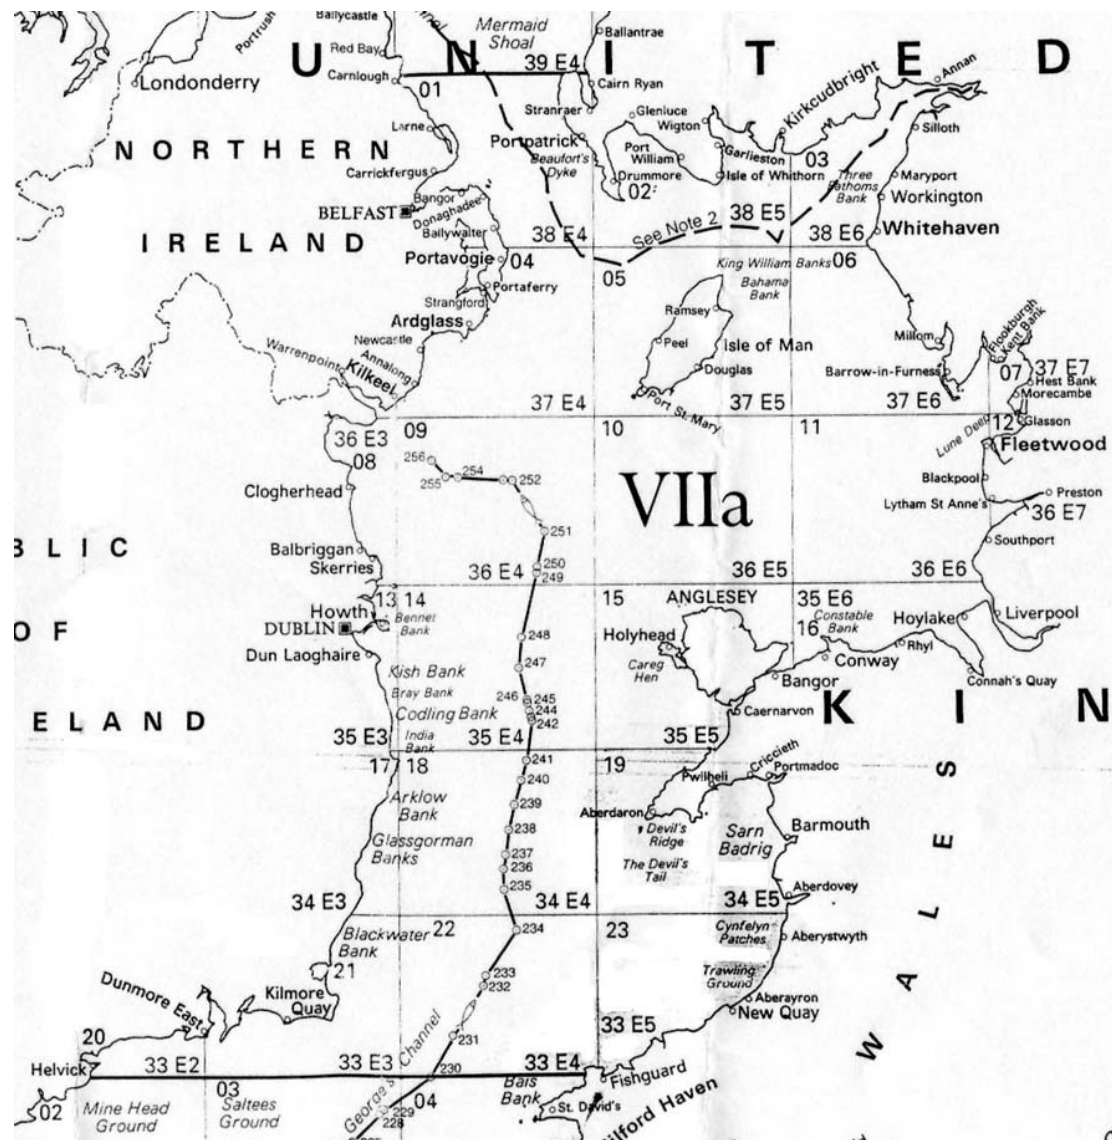 Ballycastle
Portrush
Mermaid
Shoal
Ballantrae
Red Bay
U N I T E D
39 E4
Annan
Londonderry
Carnlough
01
Cairn Ryan
Kirkcudbright
Stranraer
Glenluce
Wigton
Silloth
Larne
Portpatrick
NORTHERN
Beaufort's
Dyke
Port
William
Garlieston
03
Carrickfergus
Drummore
Isle of Whithorn
Three
Fathoms
Bank
Maryport
02
Workington
Bangor
BELFAST
Donaghadee
38 E5
IRELAND
Ballywalter
38 E4
See Note 2
38 E6
Whitehaven
Portavogie
04
05
King William Banks
06
Portaferry
Bahama
Bank
Strangford
Ardglass
Ramsey
Flookburgh
Kent Bank
Newcastle
Peel
Isle of Man
Millom
Warrenpoint
Annalong
Kilkeel
Douglas
Barrow-in-Furness
07
37 E7
Hest Bank
Morecambe
37 E4
Port St. Mary
37 E5
37 E6
12
Glasson
36 E3
09
10
11
Lune Deep
Fleetwood
08
256
255
254
252
VIIa
Blackpool
Clogherhead
Lytham St Anne's
Preston
251
36 E7
BLIC
Balbriggan
Skerries
Southport
250
249
36 E4
36 E5
36 E6
13
14
15
ANGLESEY
35 E6
Howth
Bennet
Bank
16
Constable
Bank
Hoylake
Liverpool
OF
DUBLIN
248
Holyhead
Dun Laoghaire
Careg
Hen
Conway
Rhyl
Kish Bank
247
Bangor
Connah's Quay
Bray Bank
246
245
244
242
ELAND
Codling Bank
Caernarvon
K I N
35 E3
India
Bank
35 E4
35 E5
17
18
241
19
Criccieth
Portmadoc
240
Pwllheli
Arklow
Bank
239
Aberdaron
WALES
Glassgorman
Banks
238
Devil's
Ridge
Sarn
Badrig
Barmouth
237
236
The Devil's
Tail
235
34 E3
34 E4
34 E5
Aberdovey
Blackwater
Bank
22
234
23
Cynfelyn
Patches
Aberystwyth
21
233
232
Trawling
Ground
Dunmore East
Kilmore
Quay
Aberayron
New Quay
231
33 E5
20
Helvick
33 E2
33 E3
230
33 E4
George's Channel
Fishguard
03
04
Bais
Bank
02
Mine Head
Ground
Saltees
Ground
229
228
St. David's
ilford Haven